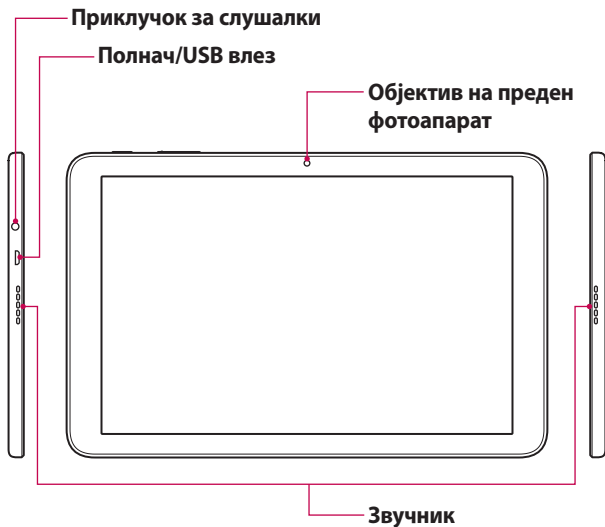 Приклучок за слушалки
Полнач/USB влез
Објектив на преден
фотоапарат
Звучник